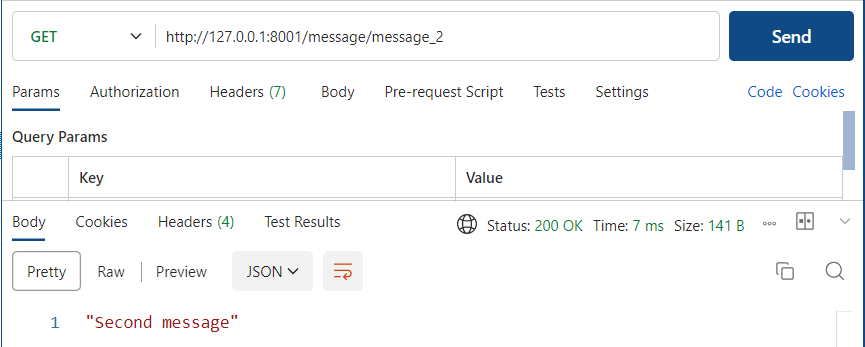 GET http://127.0.0.1:8001/message/message_2 Send
Params Authorization Headers (7) Body Pre-request Script Tests Settings Code Cookies
Query Params
Key Value
Body Cookies Headers (4) Test Results Status: 200 OK Time: 7 ms Size: 141 B
Pretty Raw Preview JSON
1 "Second message"